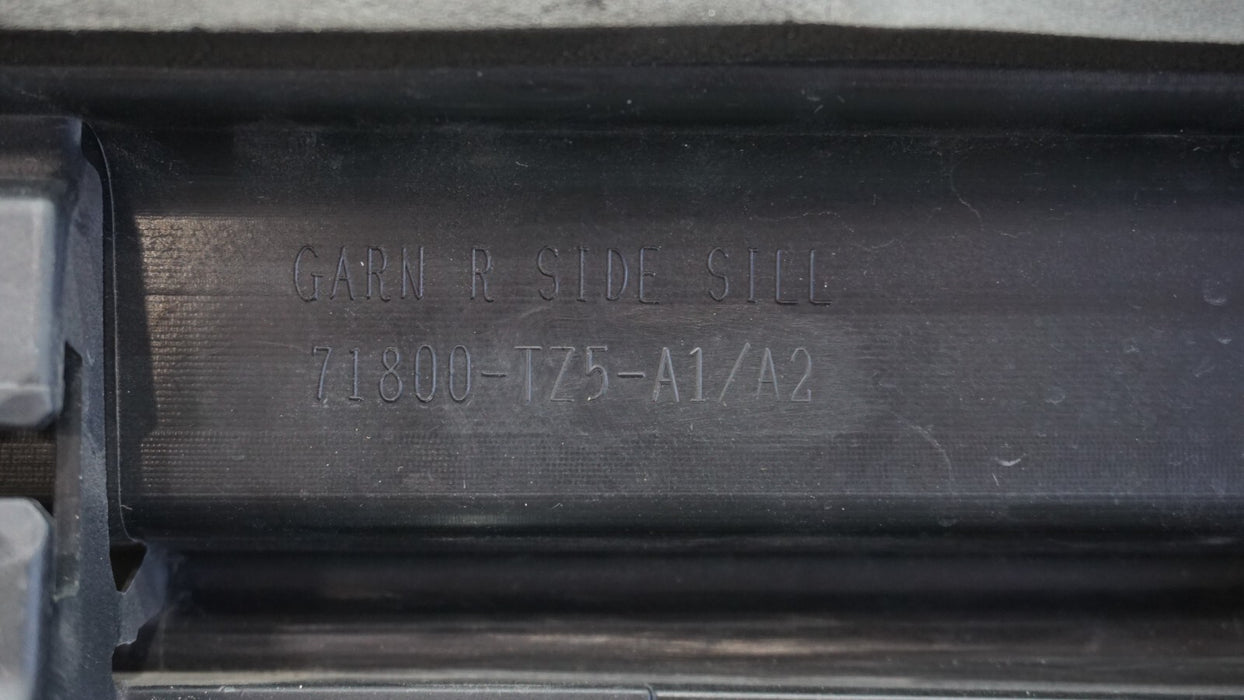 GARN R SIDE SILL
71800-TZ5-A1/A2